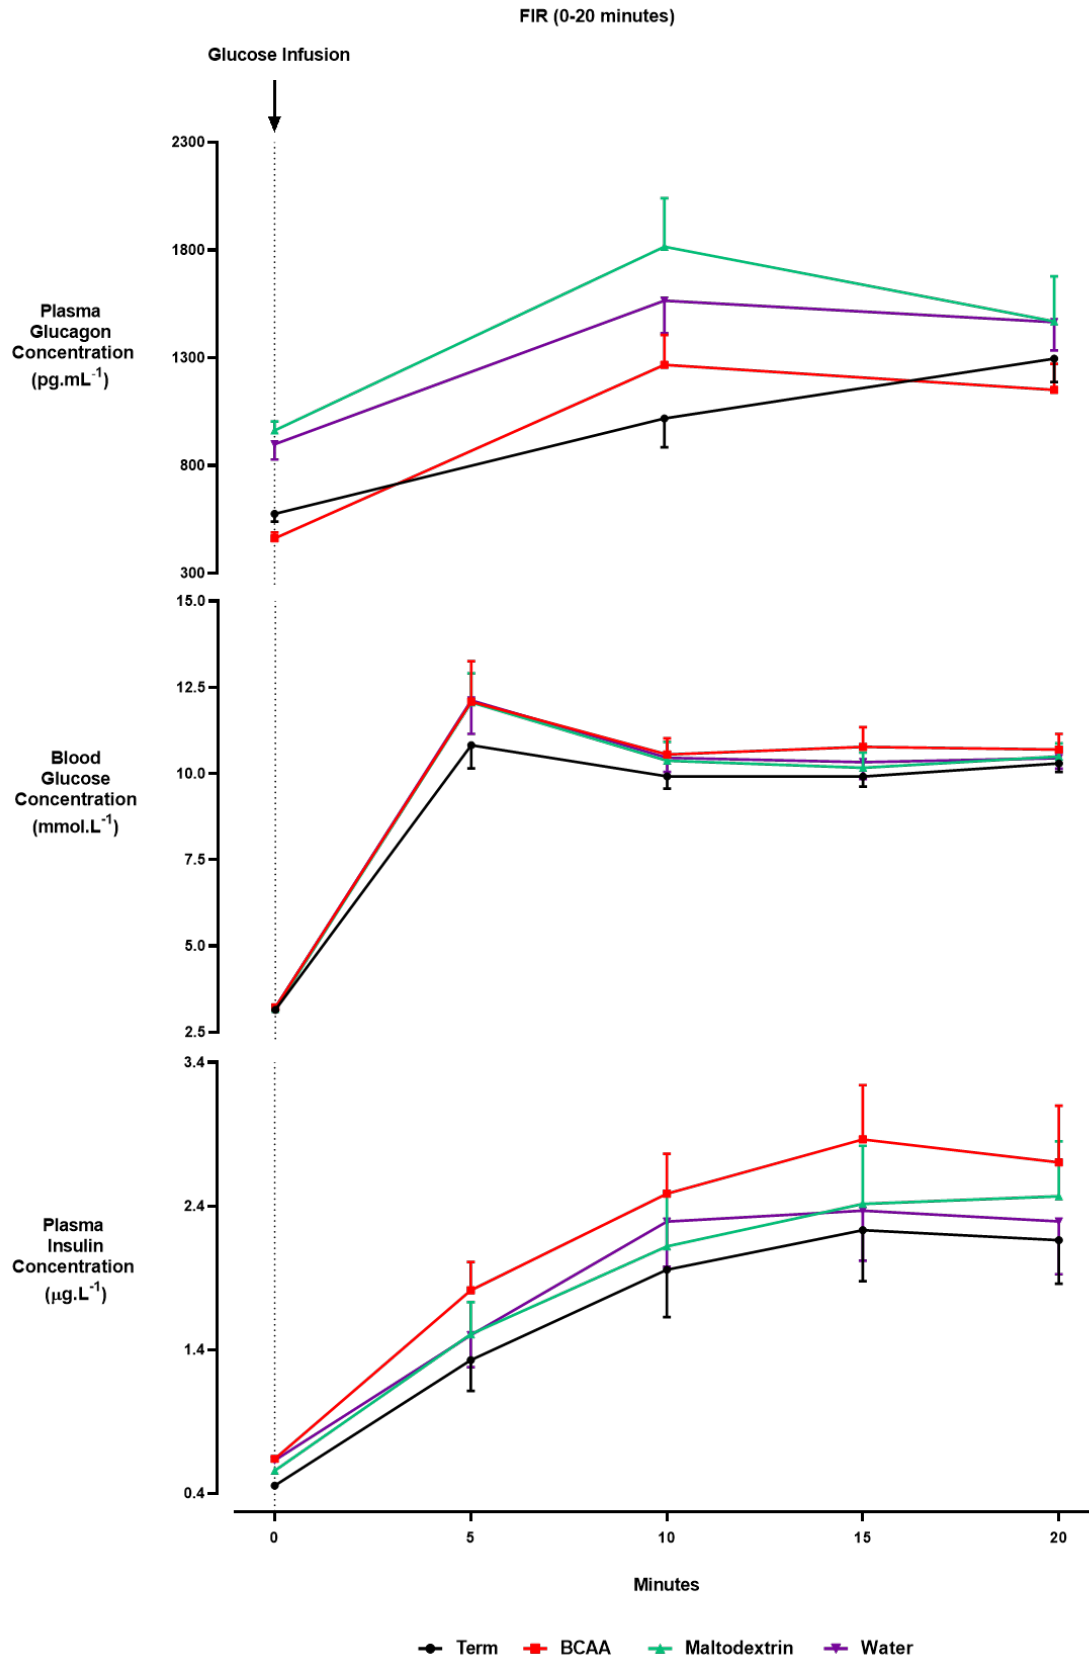 FIR (0-20 minutes)
Glucose Infusion
2300
1800
1300
800
300
Plasma
Glucagon
Concentration
(pg.mL⁻¹)
15.0
12.5
10.0
7.5
5.0
2.5
Blood
Glucose
Concentration
(mmol.L⁻¹)
3.4
2.4
1.4
0.4
Plasma
Insulin
Concentration
(μg.L⁻¹)
0 5 10 15 20
Minutes
Term BCAA Maltodextrin Water